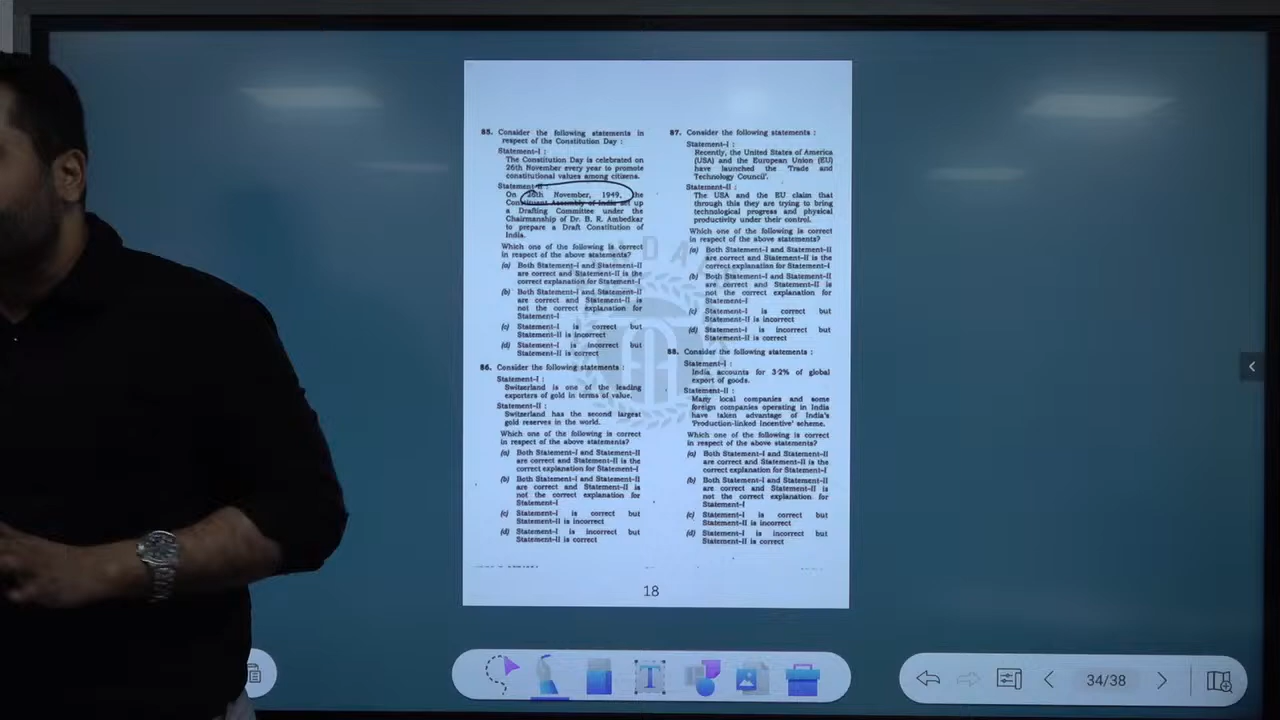 85. Consider the following statements in
respect of the Constitution Day :
Statement-I :
The Constitution Day is celebrated on
26th November every year to promote
constitutional values among citizens.
Statement-II :
On 26th November, 1949, the
Constituent Assembly of India set up
a Drafting Committee under the
Chairmanship of Dr. B. R. Ambedkar
to prepare a Draft Constitution of
India.
Which one of the following is correct
in respect of the above statements?
(a) Both Statement-I and Statement-II
are correct and Statement-II is the
correct explanation for Statement-I
(b) Both Statement-I and Statement-II
are correct and Statement-II is
not the correct explanation for
Statement-I
(c) Statement-I is correct but
Statement-II is incorrect
(d) Statement-I is incorrect but
Statement-II is correct
86. Consider the following statements :
Statement-I :
Switzerland is one of the leading
exporters of gold in terms of value.
Statement-II :
Switzerland has the second largest
gold reserves in the world.
Which one of the following is correct
in respect of the above statements?
(a) Both Statement-I and Statement-II
are correct and Statement-II is the
correct explanation for Statement-I
(b) Both Statement-I and Statement-II
are correct and Statement-II is
not the correct explanation for
Statement-I
(c) Statement-I is correct but
Statement-II is incorrect
(d) Statement-I is incorrect but
Statement-II is correct
87. Consider the following statements :
Statement-I :
Recently, the United States of America
(USA) and the European Union (EU)
have launched the 'Trade and
Technology Council'.
Statement-II :
The USA and the EU claim that
through this they are trying to bring
technological progress and physical
productivity under their control.
Which one of the following is correct
in respect of the above statements?
(a) Both Statement-I and Statement-II
are correct and Statement-II is the
correct explanation for Statement-I
(b) Both Statement-I and Statement-II
are correct and Statement-II is
not the correct explanation for
Statement-I
(c) Statement-I is correct but
Statement-II is incorrect
(d) Statement-I is incorrect but
Statement-II is correct
88. Consider the following statements :
Statement-I :
India accounts for 3·2% of global
export of goods.
Statement-II :
Many local companies and some
foreign companies operating in India
have taken advantage of India's
'Production-linked Incentive' scheme.
Which one of the following is correct
in respect of the above statements?
(a) Both Statement-I and Statement-II
are correct and Statement-II is the
correct explanation for Statement-I
(b) Both Statement-I and Statement-II
are correct and Statement-II is
not the correct explanation for
Statement-I
(c) Statement-I is correct but
Statement-II is incorrect
(d) Statement-I is incorrect but
Statement-II is correct
18
T
34/38